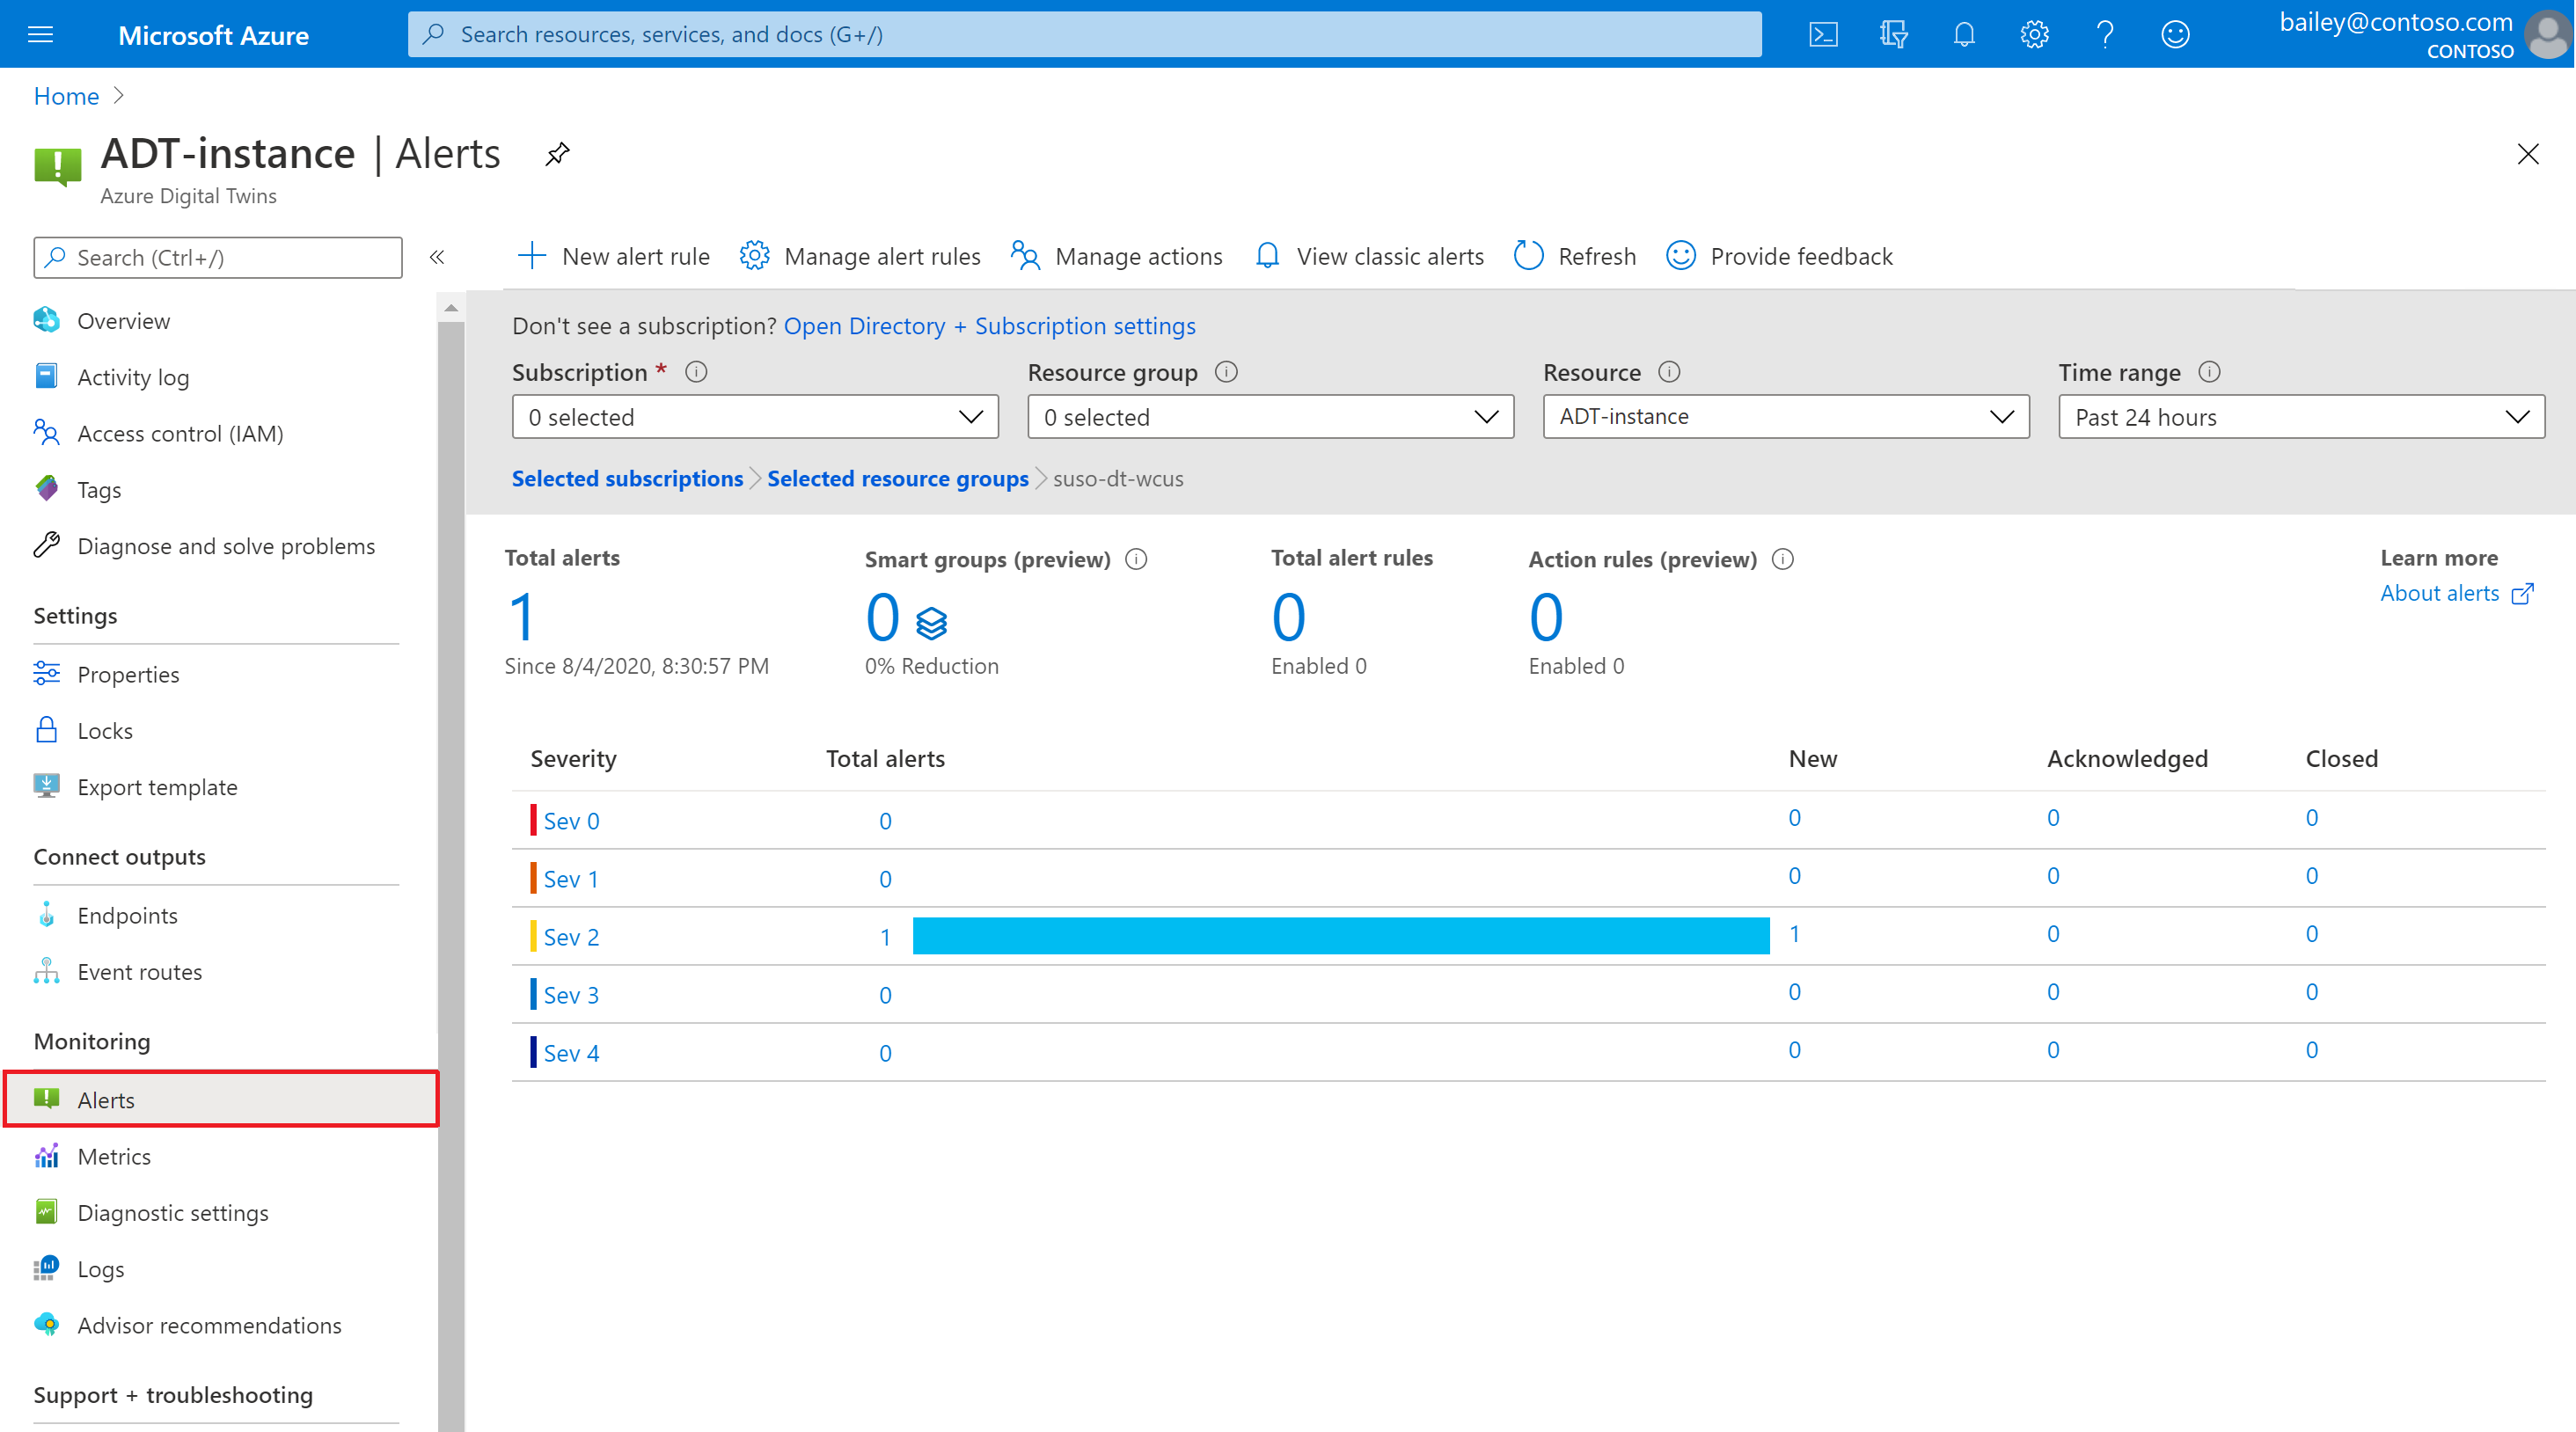 Microsoft Azure
Search resources, services, and docs (G+/)
bailey@contoso.com
CONTOSO
Home
ADT-instance | Alerts
Azure Digital Twins
Search (Ctrl+/)
Overview
Activity log
Access control (IAM)
Tags
Diagnose and solve problems
Settings
Properties
Locks
Export template
Connect outputs
Endpoints
Event routes
Monitoring
Alerts
Metrics
Diagnostic settings
Logs
Advisor recommendations
Support + troubleshooting
New alert rule Manage alert rules Manage actions View classic alerts Refresh Provide feedback
Don't see a subscription? Open Directory + Subscription settings
Subscription * Resource group Resource Time range
0 selected 0 selected ADT-instance Past 24 hours
Selected subscriptions Selected resource groups suso-dt-wcus
Total alerts Smart groups (preview) Total alert rules Action rules (preview) Learn more
1 0 0 0 About alerts
Since 8/4/2020, 8:30:57 PM 0% Reduction Enabled 0 Enabled 0
Severity Total alerts New Acknowledged Closed
Sev 0 0 0 0 0
Sev 1 0 0 0 0
Sev 2 1 1 0 0
Sev 3 0 0 0 0
Sev 4 0 0 0 0